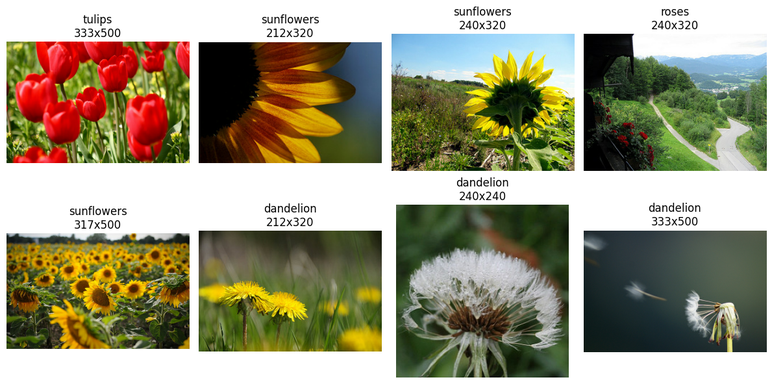 tulips
333x500
sunflowers
212x320
sunflowers
240x320
roses
240x320
sunflowers
317x500
dandelion
212x320
dandelion
240x240
dandelion
333x500